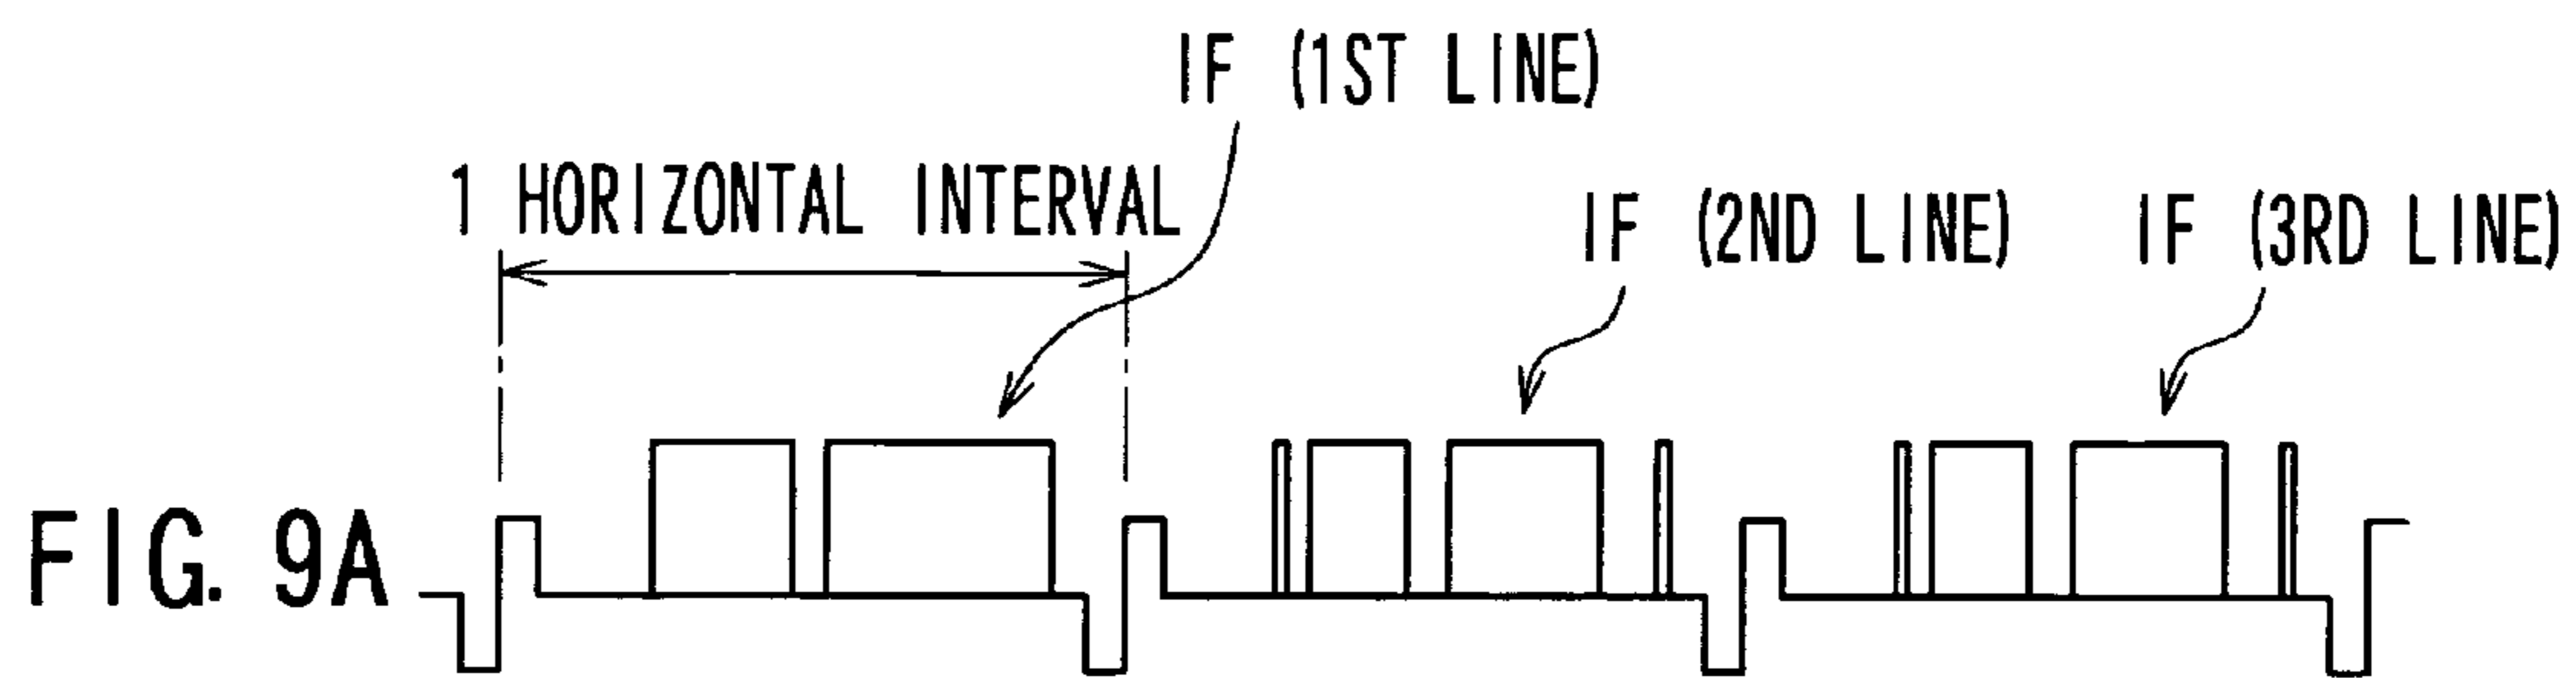 IF (1ST LINE)
1 HORIZONTAL INTERVAL
IF (2ND LINE)
IF (3RD LINE)
FIG. 9A